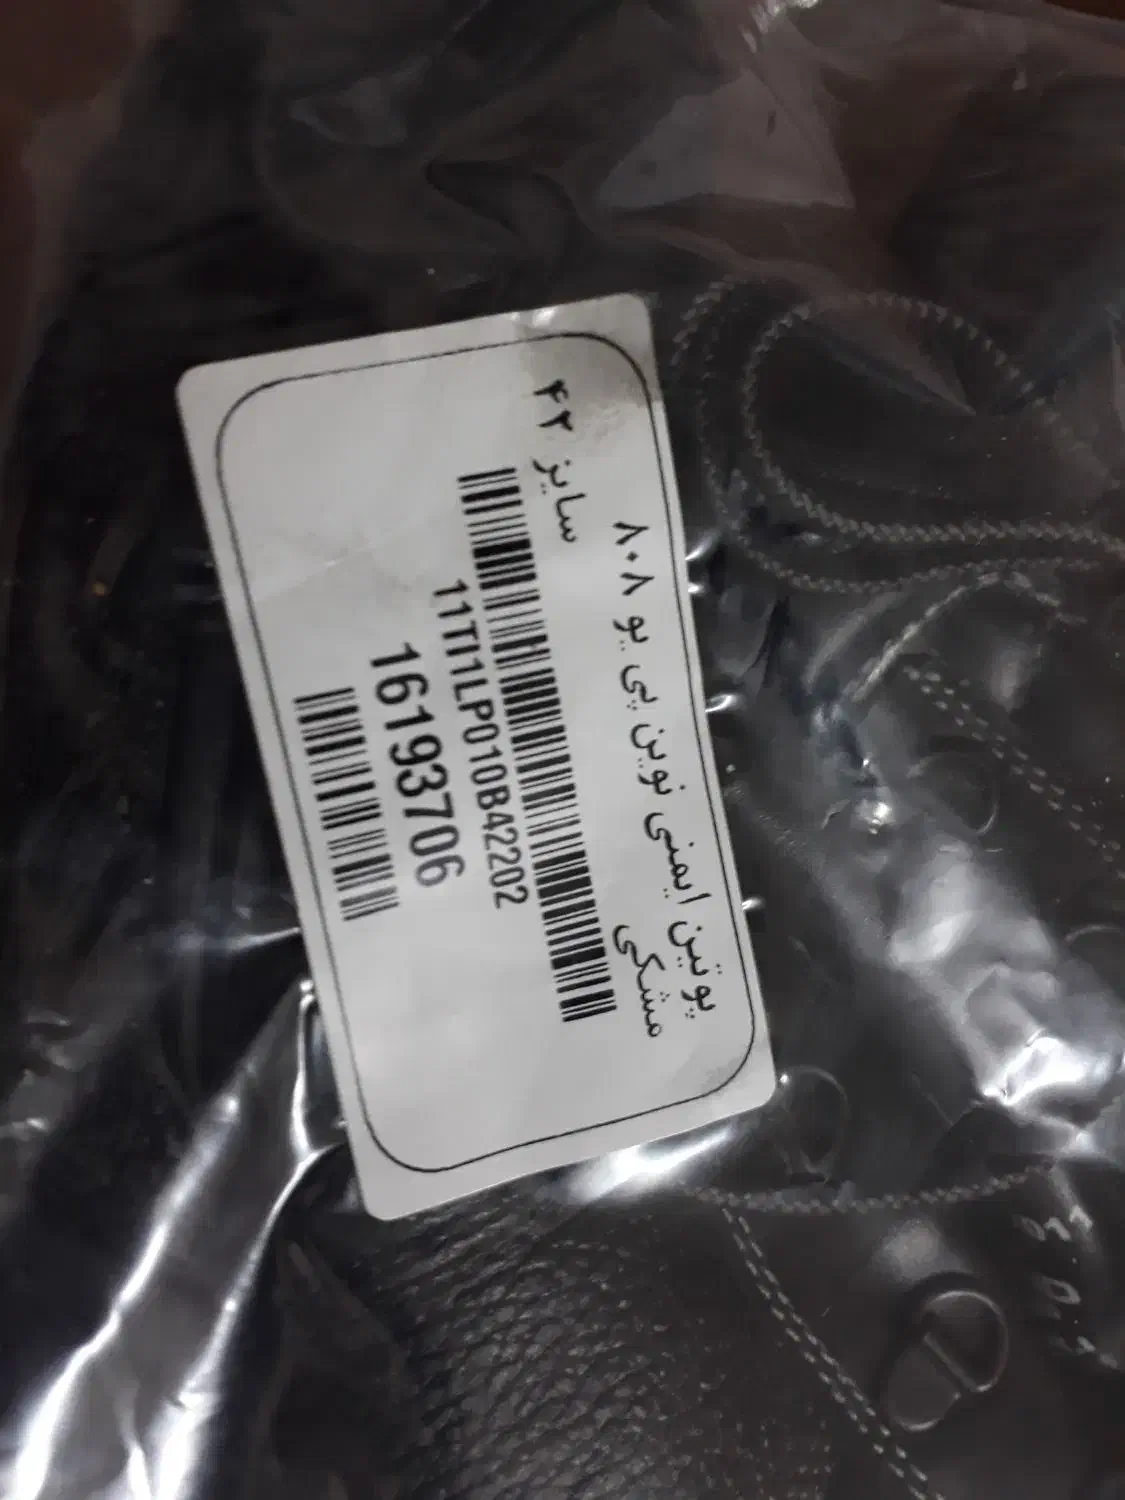 پوتین ایمنی نوین پی یو ۸۰۸
مشکی
سایز ۴۲
11TI1LP010B42202
16193706